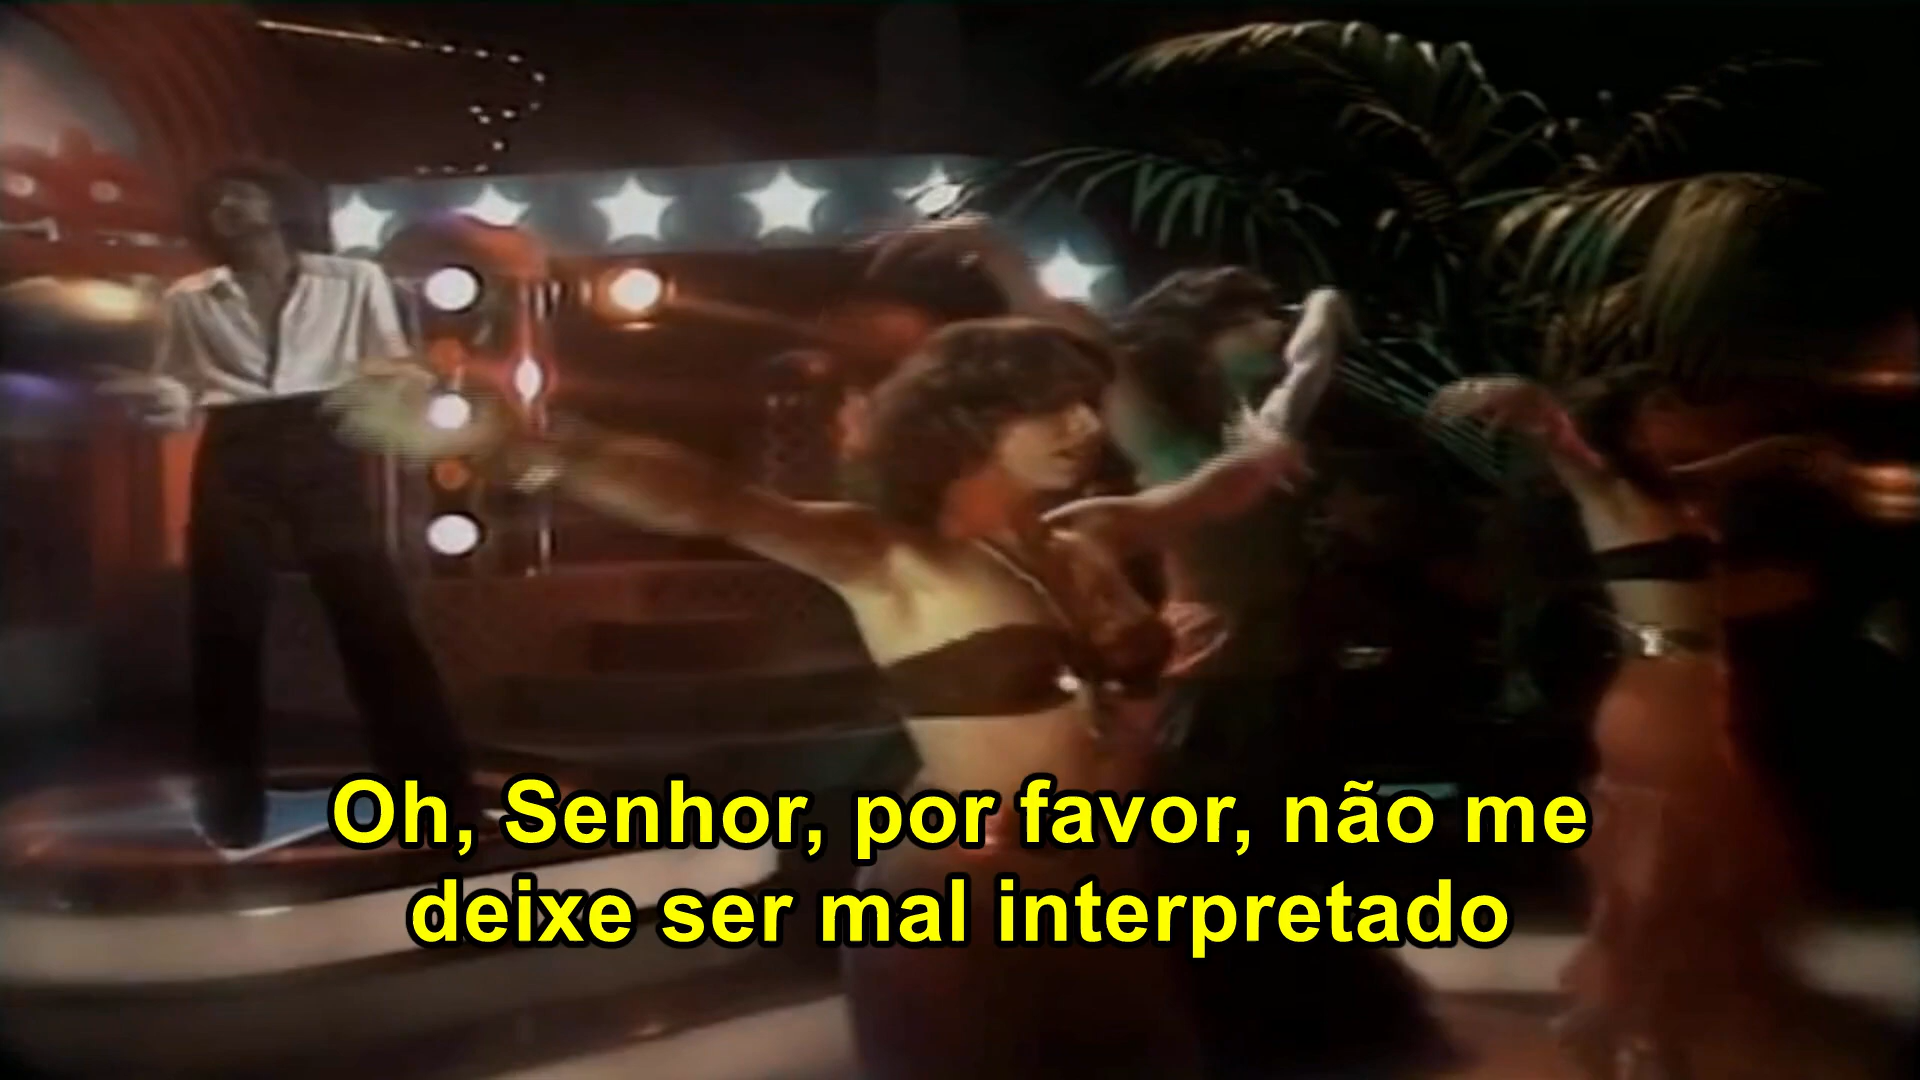 Oh, Senhor, por favor, não me
deixe ser mal interpretado